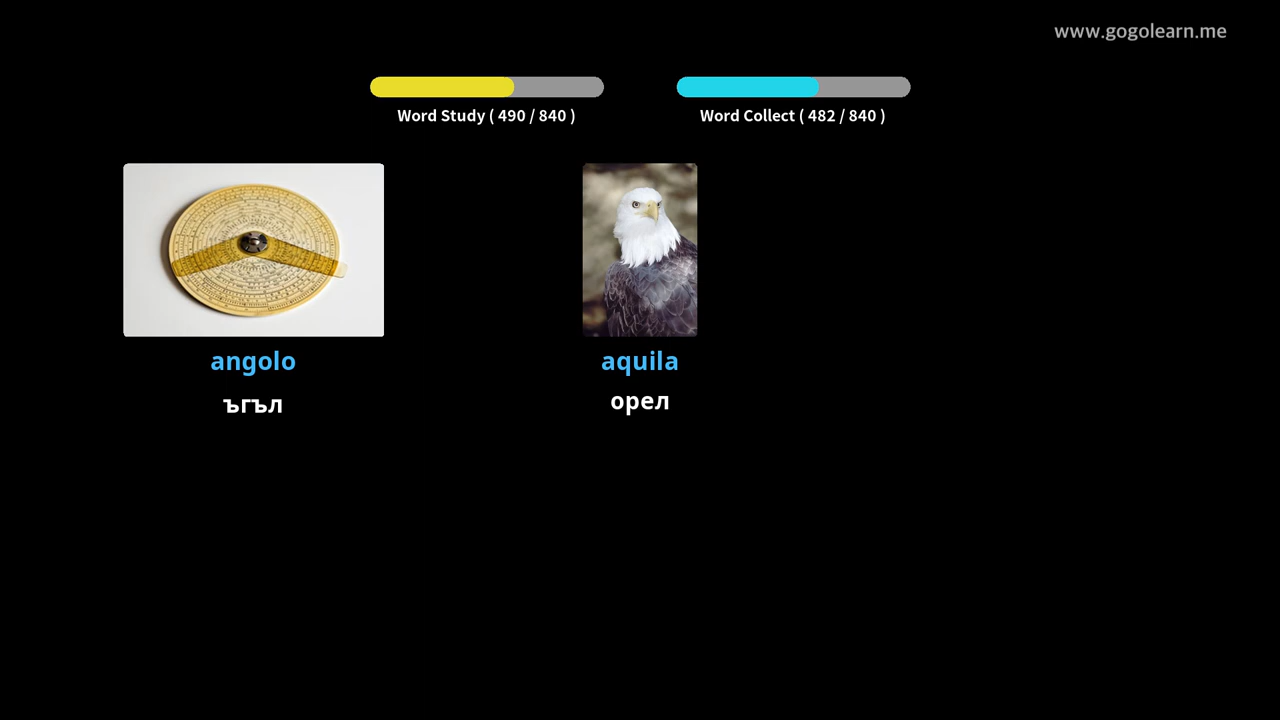 www.gogolearn.me
Word Study ( 490 / 840 )
Word Collect ( 482 / 840 )
angolo
aquila
ъгъл
орел